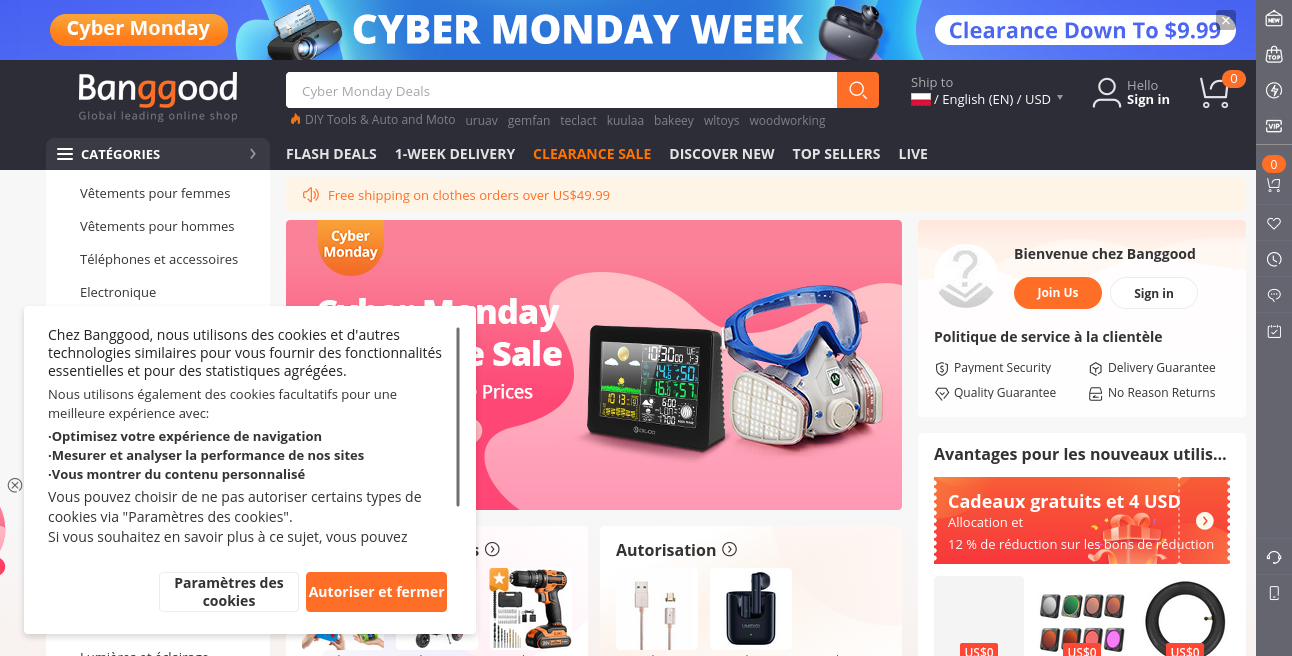 Cyber Monday
CYBER MONDAY WEEK
Clearance Down To $9.99
Banggood
Global leading online shop
Cyber Monday Deals
DIY Tools & Auto and Moto uruav gemfan teclact kuulaa bakeey wltoys woodworking
Ship to
/ English (EN) / USD
Hello
Sign in
0
NEW
TOP
VIP
0
CATÉGORIES
FLASH DEALS 1-WEEK DELIVERY CLEARANCE SALE DISCOVER NEW TOP SELLERS LIVE
Vêtements pour femmes
Vêtements pour hommes
Téléphones et accessoires
Electronique
Free shipping on clothes orders over US$49.99
Cyber
Monday
Cyber Monday
e Sale
Prices
Bienvenue chez Banggood
Join Us
Sign in
Politique de service à la clientèle
Payment Security
Delivery Guarantee
Quality Guarantee
No Reason Returns
Avantages pour les nouveaux utilis...
Cadeaux gratuits et 4 USD
Allocation et
12 % de réduction sur les bons de réduction
US$0
US$0
US$0
Chez Banggood, nous utilisons des cookies et d'autres
technologies similaires pour vous fournir des fonctionnalités
essentielles et pour des statistiques agrégées.
Nous utilisons également des cookies facultatifs pour une
meilleure expérience avec:
·Optimisez votre expérience de navigation
·Mesurer et analyser la performance de nos sites
·Vous montrer du contenu personnalisé
Vous pouvez choisir de ne pas autoriser certains types de
cookies via "Paramètres des cookies".
Si vous souhaitez en savoir plus à ce sujet, vous pouvez
Paramètres des
cookies
Autoriser et fermer
s
Autorisation
Lumières et éclairage